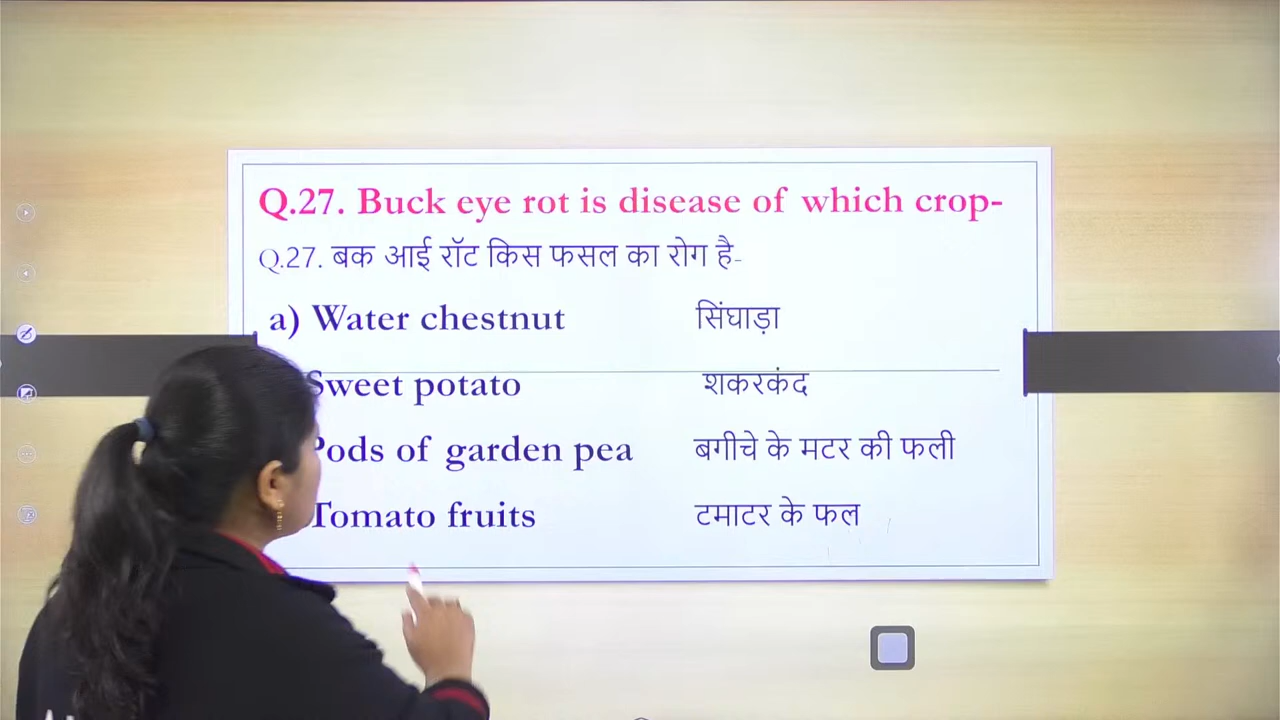 Q.27. Buck eye rot is disease of which crop-
Q.27. बक आई रॉट किस फसल का रोग है-
a) Water chestnut सिंघाड़ा
Sweet potato शकरकंद
Pods of garden pea बगीचे के मटर की फली
Tomato fruits टमाटर के फल